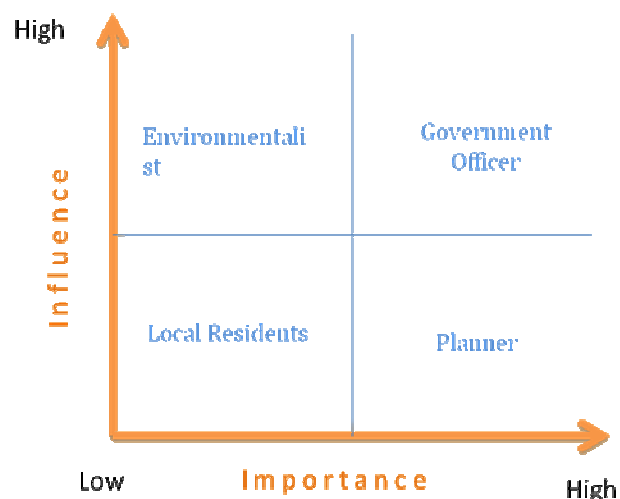 High
Environmentali
st
Government
Officer
Influence
Local Residents
Planner
Low
Importance
High